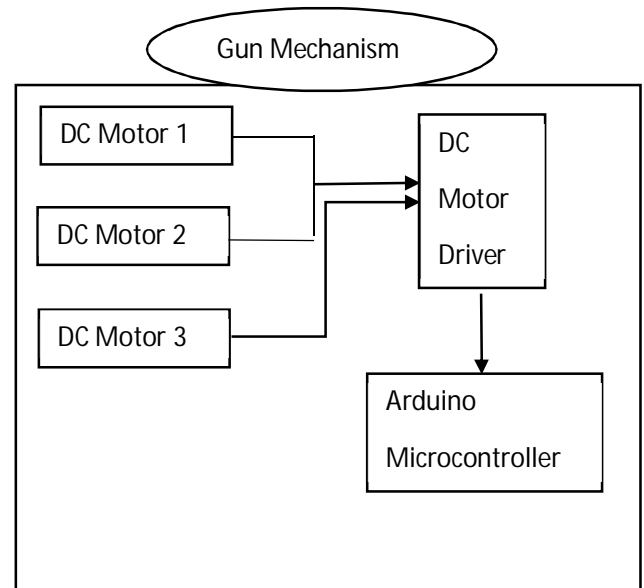 Gun Mechanism
DC Motor 1
DC Motor 2
DC Motor 3
DC
Motor
Driver
Arduino
Microcontroller